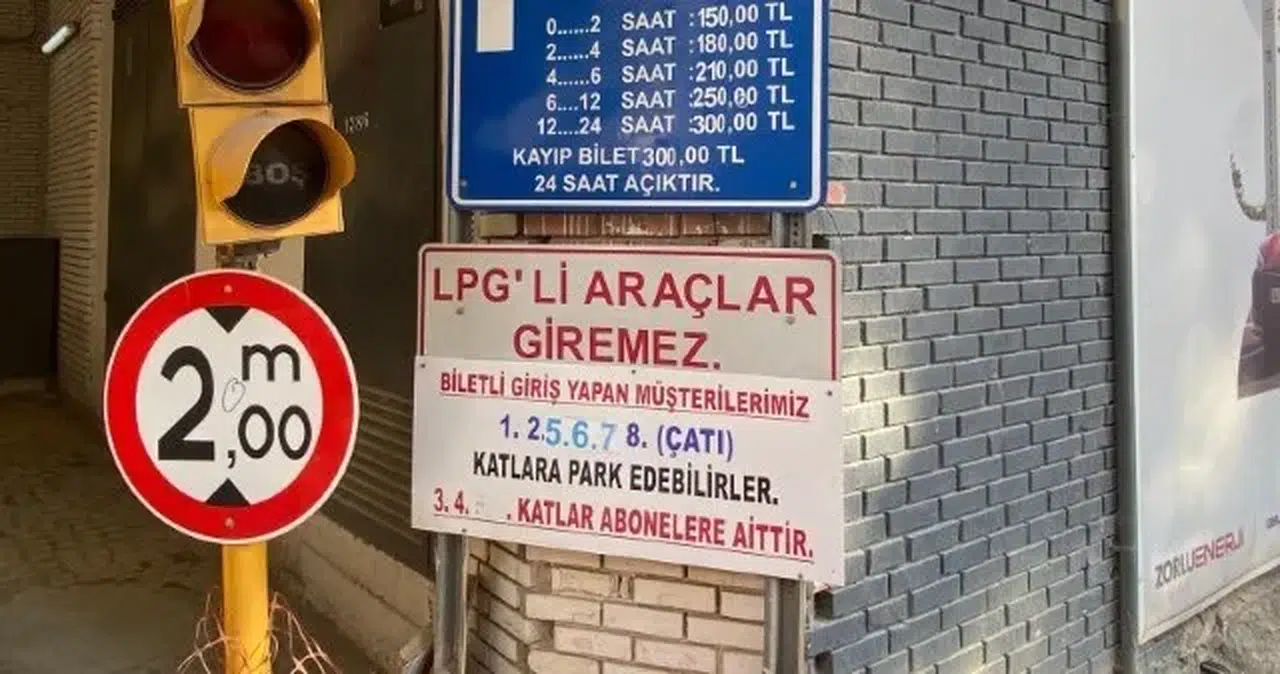 0......2 SAAT :150,00 TL
2......4 SAAT :180,00 TL
4......6 SAAT :210,00 TL
6....12 SAAT :250,00 TL
12....24 SAAT :300,00 TL
KAYIP BİLET 300,00 TL
24 SAAT AÇIKTIR.
BOŞ
2,00 m
LPG'Lİ ARAÇLAR
GİREMEZ.
BİLETLİ GİRİŞ YAPAN MÜŞTERİLERİMİZ
1. 2.5.6.7 8. (ÇATI)
KATLARA PARK EDEBİLİRLER.
3. 4. . KATLAR ABONELERE AİTTİR.
ZORLUENERJİ